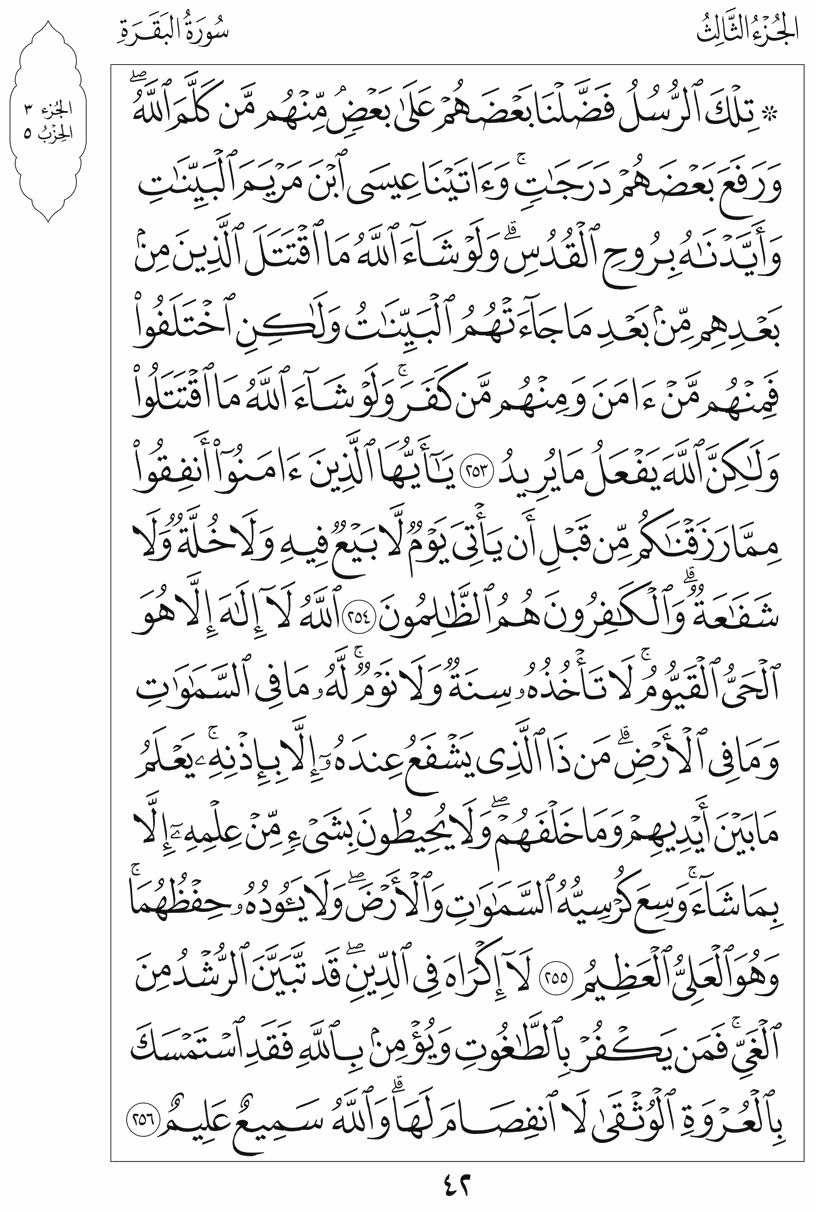 الجُزْءُ الثَّالِثُ
سُورَةُ البَقَرَةِ
الجُزء ٣
الحِزْبُ ٥
۞ تِلْكَ ٱلرُّسُلُ فَضَّلْنَا بَعْضَهُمْ عَلَىٰ بَعْضٍۘ مِّنْهُم مَّن كَلَّمَ ٱللَّهُۖ
وَرَفَعَ بَعْضَهُمْ دَرَجَٰتٍۚ وَءَاتَيْنَا عِيسَى ٱبْنَ مَرْيَمَ ٱلْبَيِّنَٰتِ
وَأَيَّدْنَٰهُ بِرُوحِ ٱلْقُدُسِۗ وَلَوْ شَآءَ ٱللَّهُ مَا ٱقْتَتَلَ ٱلَّذِينَ مِنۢ
بَعْدِهِم مِّنۢ بَعْدِ مَا جَآءَتْهُمُ ٱلْبَيِّنَٰتُ وَلَٰكِنِ ٱخْتَلَفُوا۟
فَمِنْهُم مَّنْ ءَامَنَ وَمِنْهُم مَّن كَفَرَۚ وَلَوْ شَآءَ ٱللَّهُ مَا ٱقْتَتَلُوا۟
وَلَٰكِنَّ ٱللَّهَ يَفْعَلُ مَا يُرِيدُ ٢٥٣ يَٰٓأَيُّهَا ٱلَّذِينَ ءَامَنُوٓا۟ أَنفِقُوا۟
مِمَّا رَزَقْنَٰكُم مِّن قَبْلِ أَن يَأْتِىَ يَوْمٌ لَّا بَيْعٌ فِيهِ وَلَا خُلَّةٌ وَلَا
شَفَٰعَةٌۗ وَٱلْكَٰفِرُونَ هُمُ ٱلظَّٰلِمُونَ ٢٥٤ ٱللَّهُ لَآ إِلَٰهَ إِلَّا هُوَ
ٱلْحَىُّ ٱلْقَيُّومُۚ لَا تَأْخُذُهُۥ سِنَةٌ وَلَا نَوْمٌۚ لَّهُۥ مَا فِى ٱلسَّمَٰوَٰتِ
وَمَا فِى ٱلْأَرْضِۗ مَن ذَا ٱلَّذِى يَشْفَعُ عِندَهُۥٓ إِلَّا بِإِذْنِهِۦۚ يَعْلَمُ
مَا بَيْنَ أَيْدِيهِمْ وَمَا خَلْفَهُمْۖ وَلَا يُحِيطُونَ بِشَىْءٍ مِّنْ عِلْمِهِۦٓ إِلَّا
بِمَا شَآءَۚ وَسِعَ كُرْسِيُّهُ ٱلسَّمَٰوَٰتِ وَٱلْأَرْضَۖ وَلَا يَـُٔودُهُۥ حِفْظُهُمَاۚ
وَهُوَ ٱلْعَلِىُّ ٱلْعَظِيمُ ٢٥٥ لَآ إِكْرَاهَ فِى ٱلدِّينِۖ قَد تَّبَيَّنَ ٱلرُّشْدُ مِنَ
ٱلْغَىِّۚ فَمَن يَكْفُرْ بِٱلطَّٰغُوتِ وَيُؤْمِنۢ بِٱللَّهِ فَقَدِ ٱسْتَمْسَكَ
بِٱلْعُرْوَةِ ٱلْوُثْقَىٰ لَا ٱنفِصَامَ لَهَاۗ وَٱللَّهُ سَمِيعٌ عَلِيمٌ ٢٥٦
٤٢